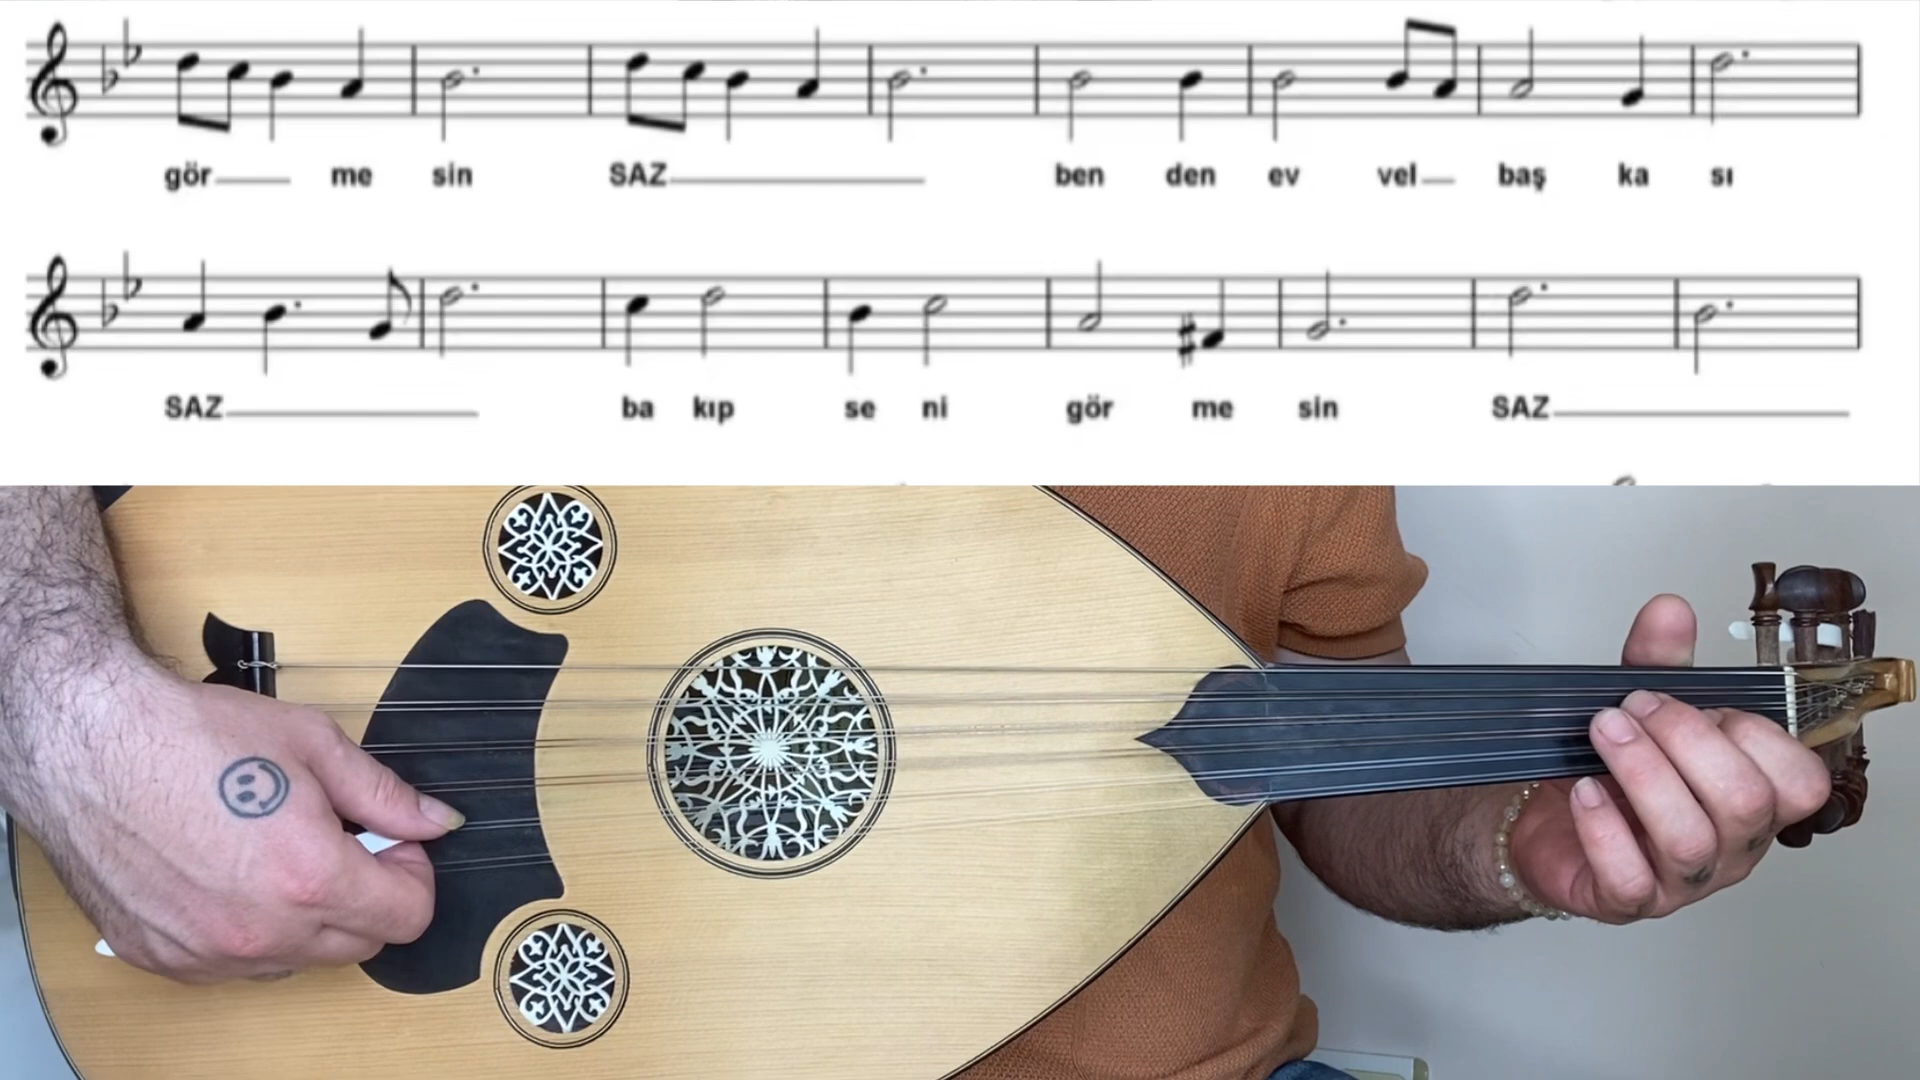 gör me sin SAZ ben den ev vel baş ka sı
SAZ ba kıp se ni gör me sin SAZ